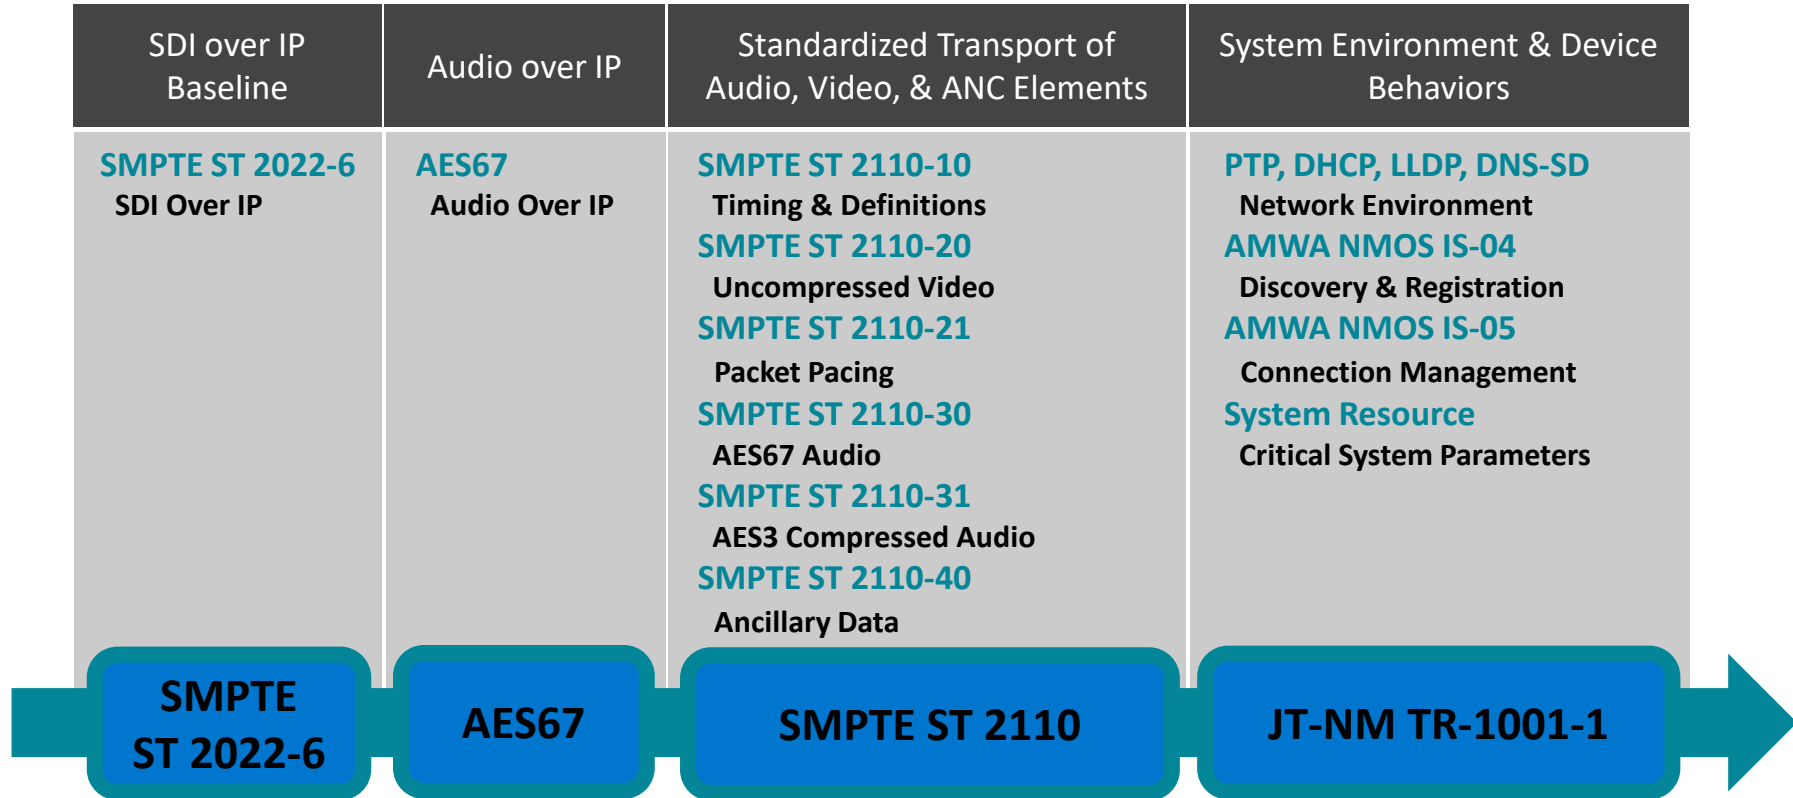 SDI over IP
Baseline
Audio over IP
Standardized Transport of
Audio, Video, & ANC Elements
System Environment & Device
Behaviors
SMPTE ST 2022-6
SDI Over IP
AES67
Audio Over IP
SMPTE ST 2110-10
Timing & Definitions
SMPTE ST 2110-20
Uncompressed Video
SMPTE ST 2110-21
Packet Pacing
SMPTE ST 2110-30
AES67 Audio
SMPTE ST 2110-31
AES3 Compressed Audio
SMPTE ST 2110-40
Ancillary Data
PTP, DHCP, LLDP, DNS-SD
Network Environment
AMWA NMOS IS-04
Discovery & Registration
AMWA NMOS IS-05
Connection Management
System Resource
Critical System Parameters
SMPTE
ST 2022-6
AES67
SMPTE ST 2110
JT-NM TR-1001-1